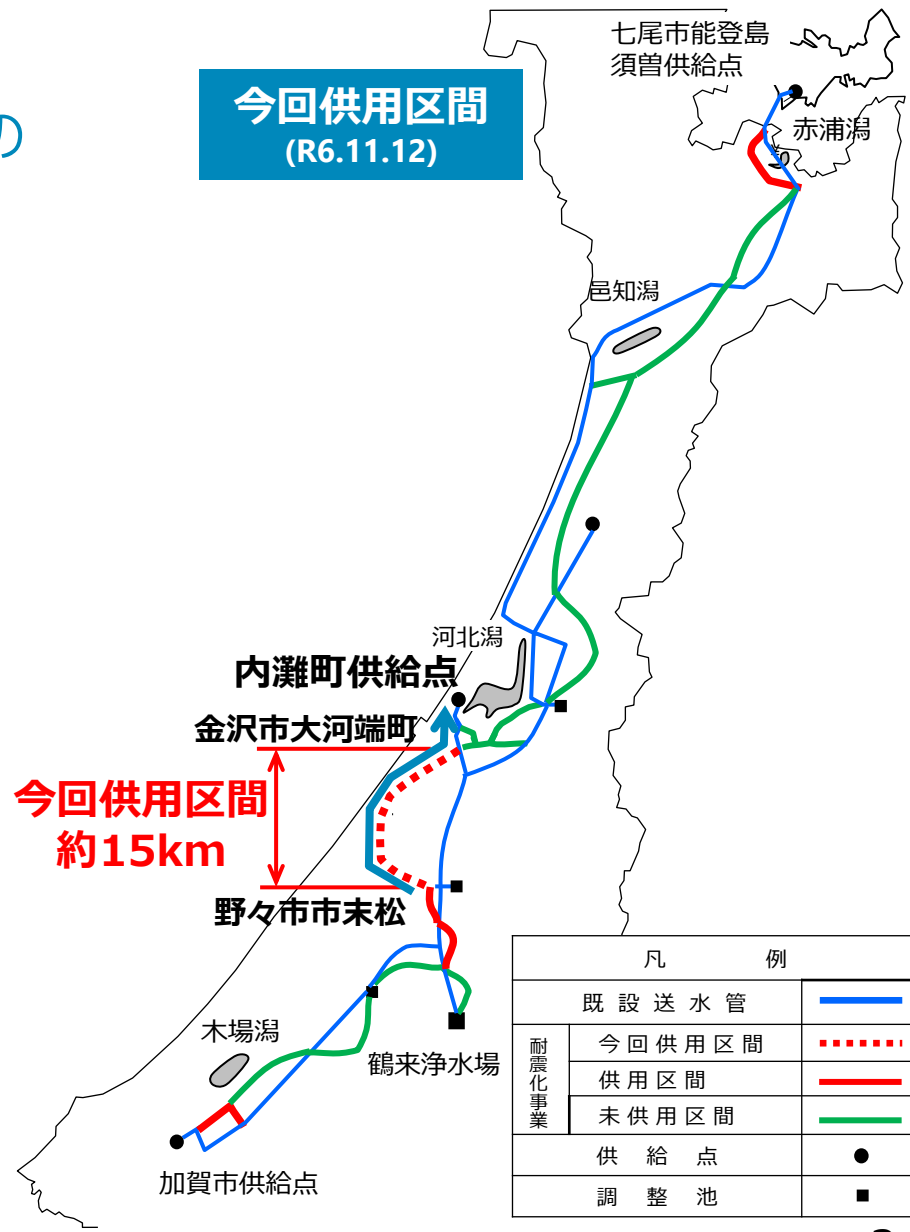 の
今回供用区間
(R6.11.12)
七尾市能登島
須曽供給点
赤浦潟
邑知潟
河北潟
内灘町供給点
金沢市大河端町
今回供用区間
約15km
野々市市末松
木場潟
鶴来浄水場
加賀市供給点
凡 例
既設送水管
耐震化事業
今回供用区間
供用区間
未供用区間
供給点
調整池